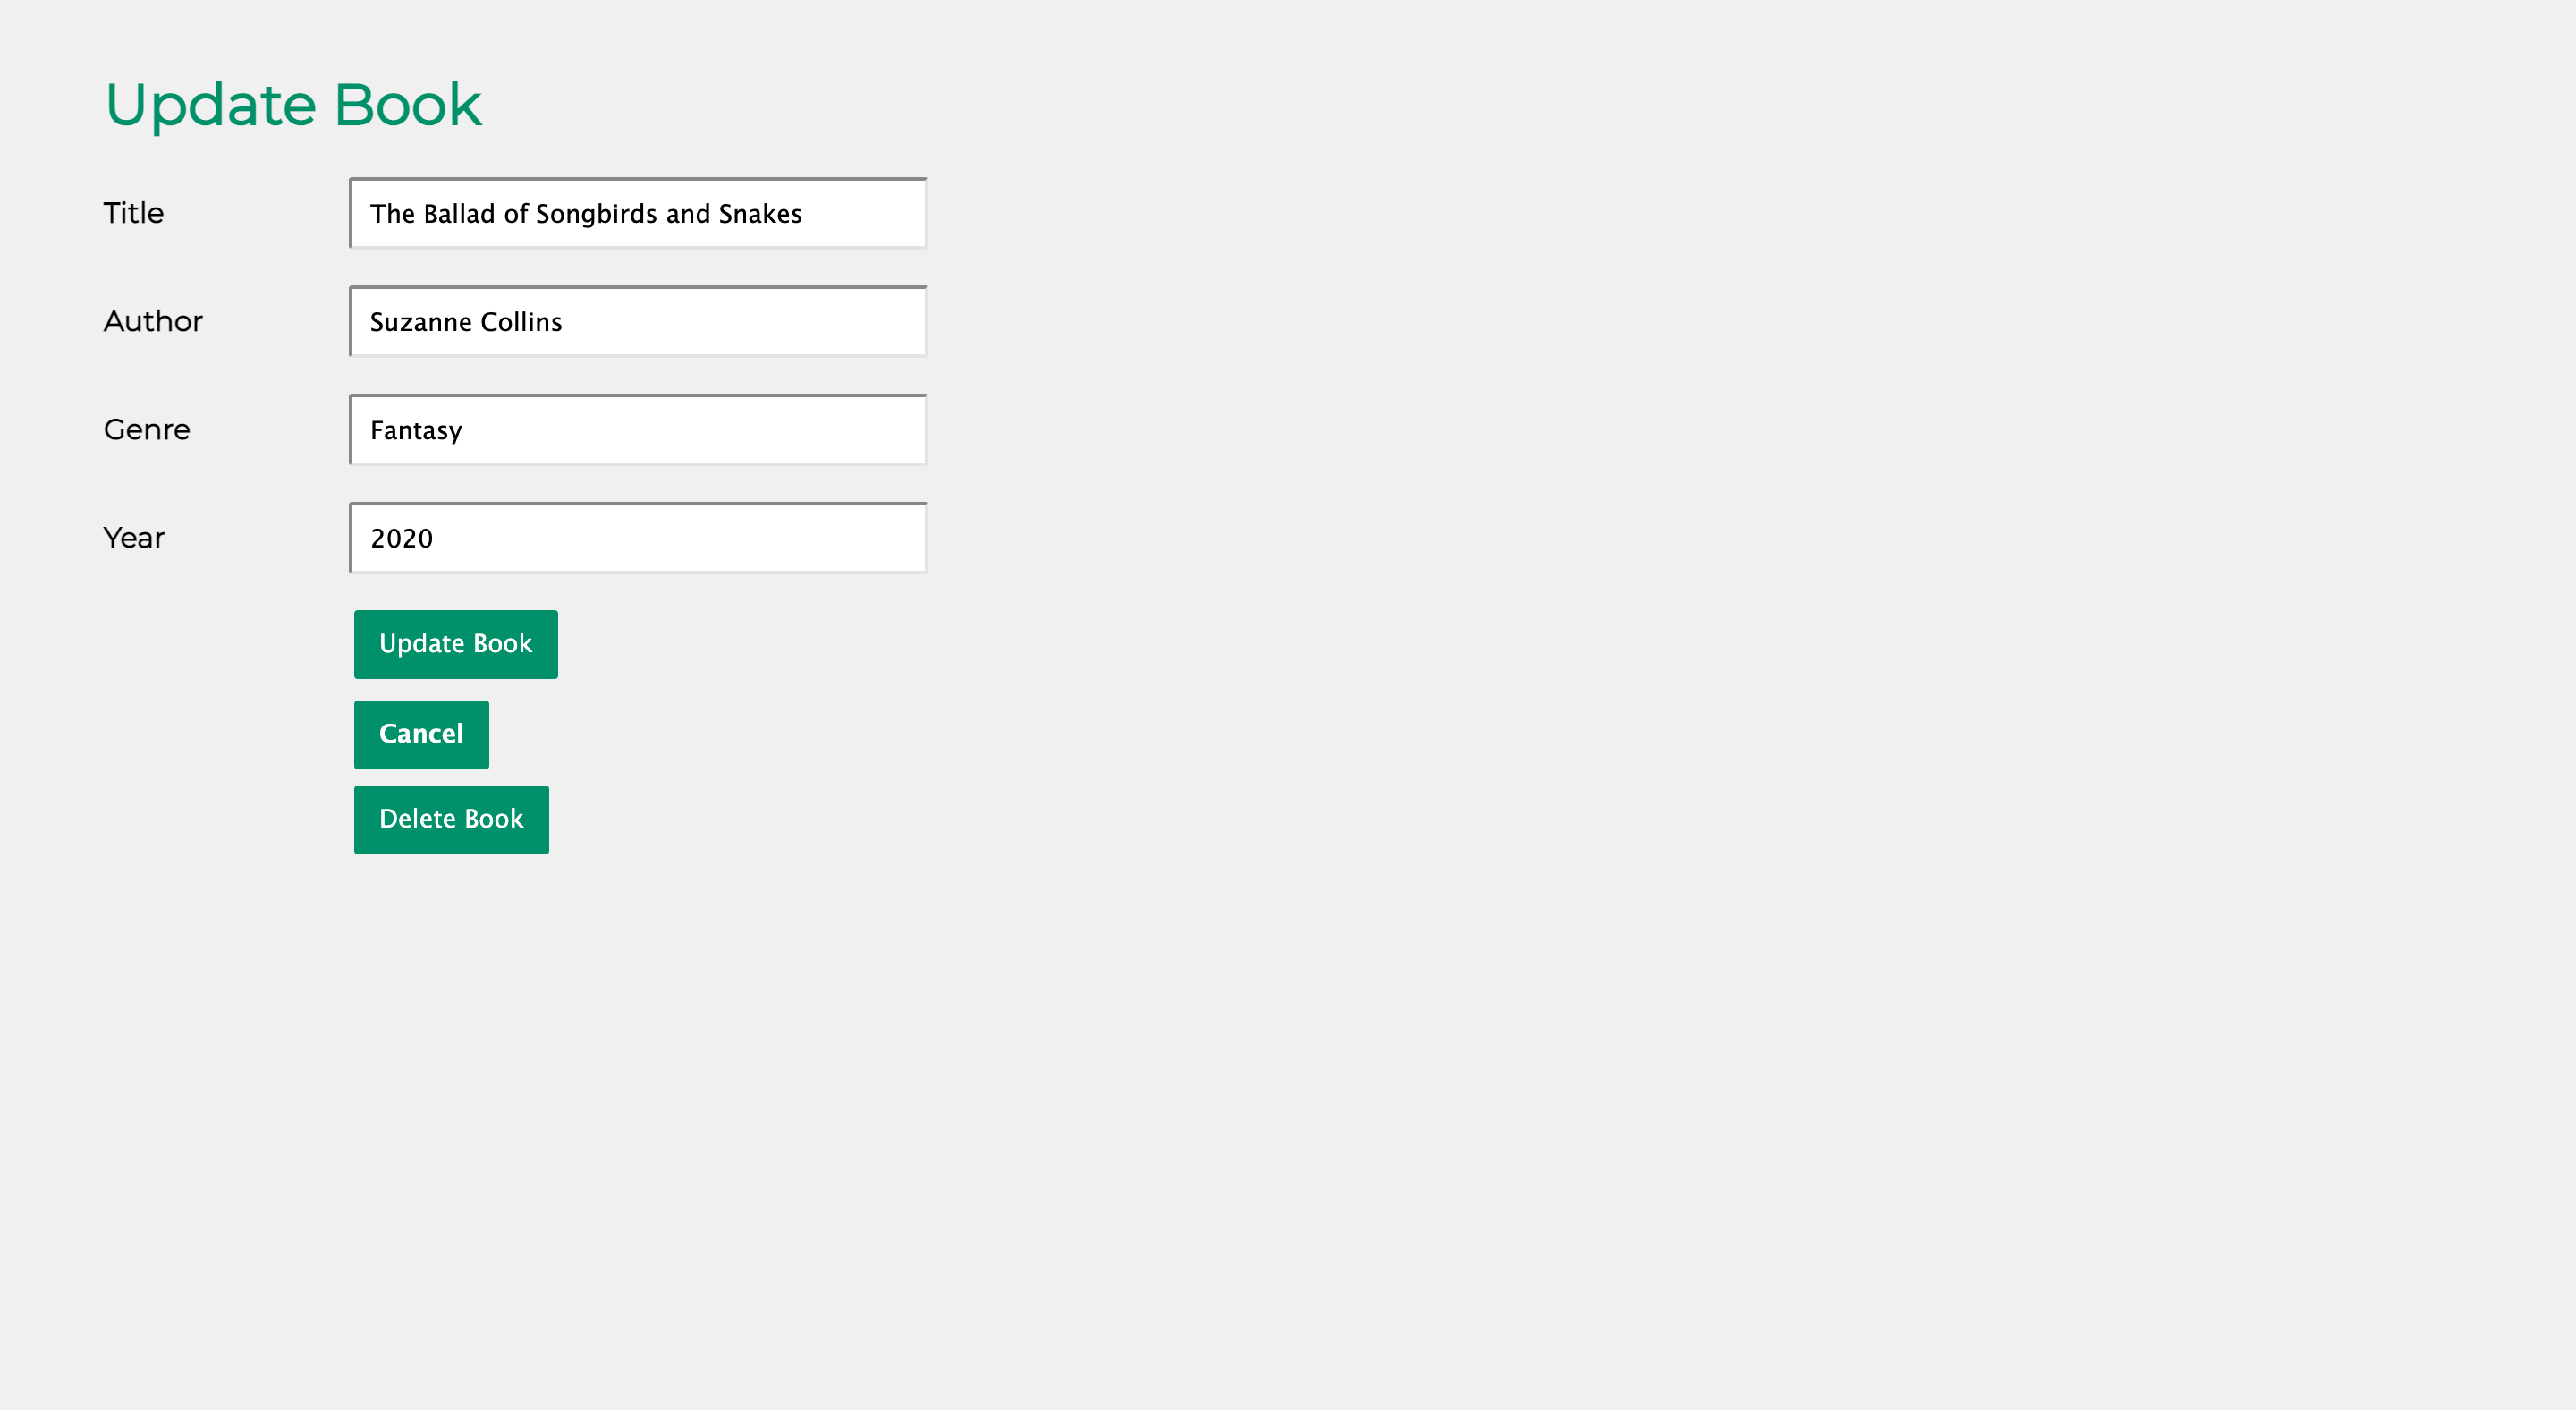 Update Book
Title
The Ballad of Songbirds and Snakes
Author
Suzanne Collins
Genre
Fantasy
Year
2020
Update Book
Cancel
Delete Book